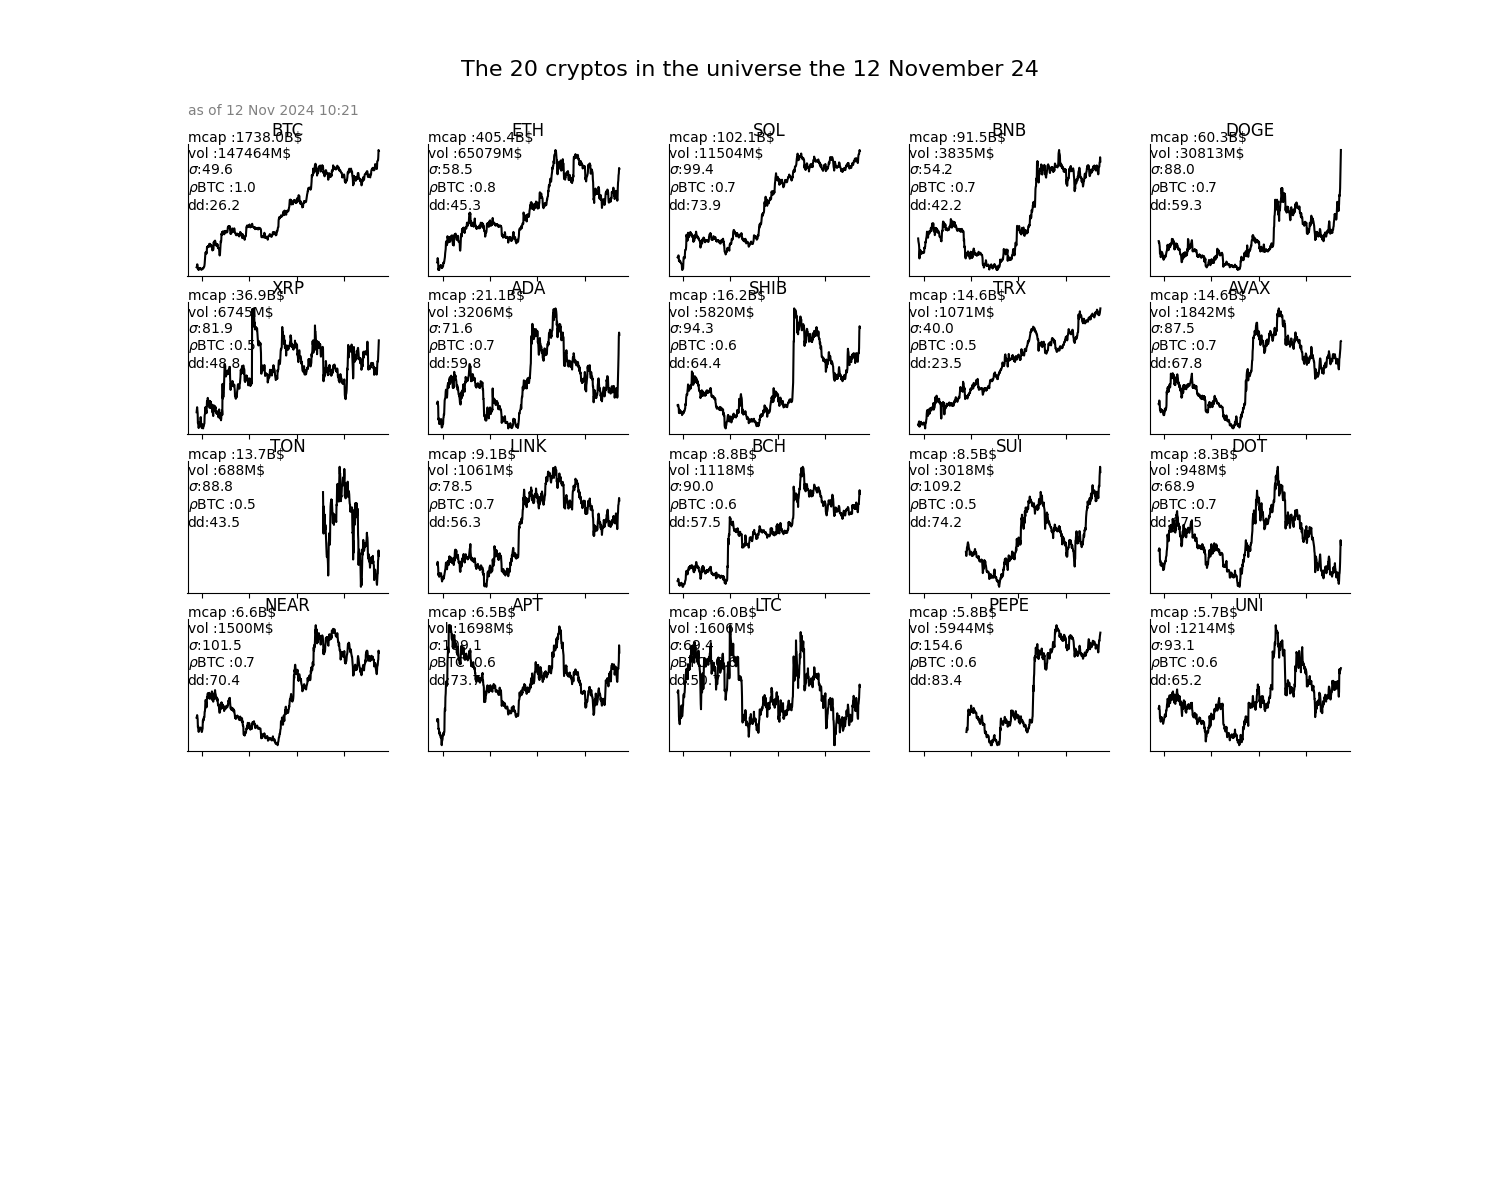 The 20 cryptos in the universe the 12 November 24
as of 12 Nov 2024 10:21
BTC
mcap :1738.0B$
vol :147464M$
σ:49.6
ρBTC :1.0
dd:26.2
ETH
mcap :405.4B$
vol :65079M$
σ:58.5
ρBTC :0.8
dd:45.3
SOL
mcap :102.1B$
vol :11504M$
σ:99.4
ρBTC :0.7
dd:73.9
BNB
mcap :91.5B$
vol :3835M$
σ:54.2
ρBTC :0.7
dd:42.2
DOGE
mcap :60.3B$
vol :30813M$
σ:88.0
ρBTC :0.7
dd:59.3
XRP
mcap :36.9B$
vol :6745M$
σ:81.9
ρBTC :0.5
dd:48.8
ADA
mcap :21.1B$
vol :3206M$
σ:71.6
ρBTC :0.7
dd:59.8
SHIB
mcap :16.2B$
vol :5820M$
σ:94.3
ρBTC :0.6
dd:64.4
TRX
mcap :14.6B$
vol :1071M$
σ:40.0
ρBTC :0.5
dd:23.5
AVAX
mcap :14.6B$
vol :1842M$
σ:87.5
ρBTC :0.7
dd:67.8
TON
mcap :13.7B$
vol :688M$
σ:88.8
ρBTC :0.5
dd:43.5
LINK
mcap :9.1B$
vol :1061M$
σ:78.5
ρBTC :0.7
dd:56.3
BCH
mcap :8.8B$
vol :1118M$
σ:90.0
ρBTC :0.6
dd:57.5
SUI
mcap :8.5B$
vol :3018M$
σ:109.2
ρBTC :0.5
dd:74.2
DOT
mcap :8.3B$
vol :948M$
σ:68.9
ρBTC :0.7
NEAR
mcap :6.6B$
vol :1500M$
σ:101.5
ρBTC :0.7
dd:70.4
APT
mcap :6.5B$
vol :1698M$
ρBTC :0.6
LTC
mcap :6.0B$
vol :1606M$
σ:69.4
PEPE
mcap :5.8B$
vol :5944M$
σ:154.6
ρBTC :0.6
dd:83.4
UNI
mcap :5.7B$
vol :1214M$
σ:93.1
ρBTC :0.6
dd:65.2